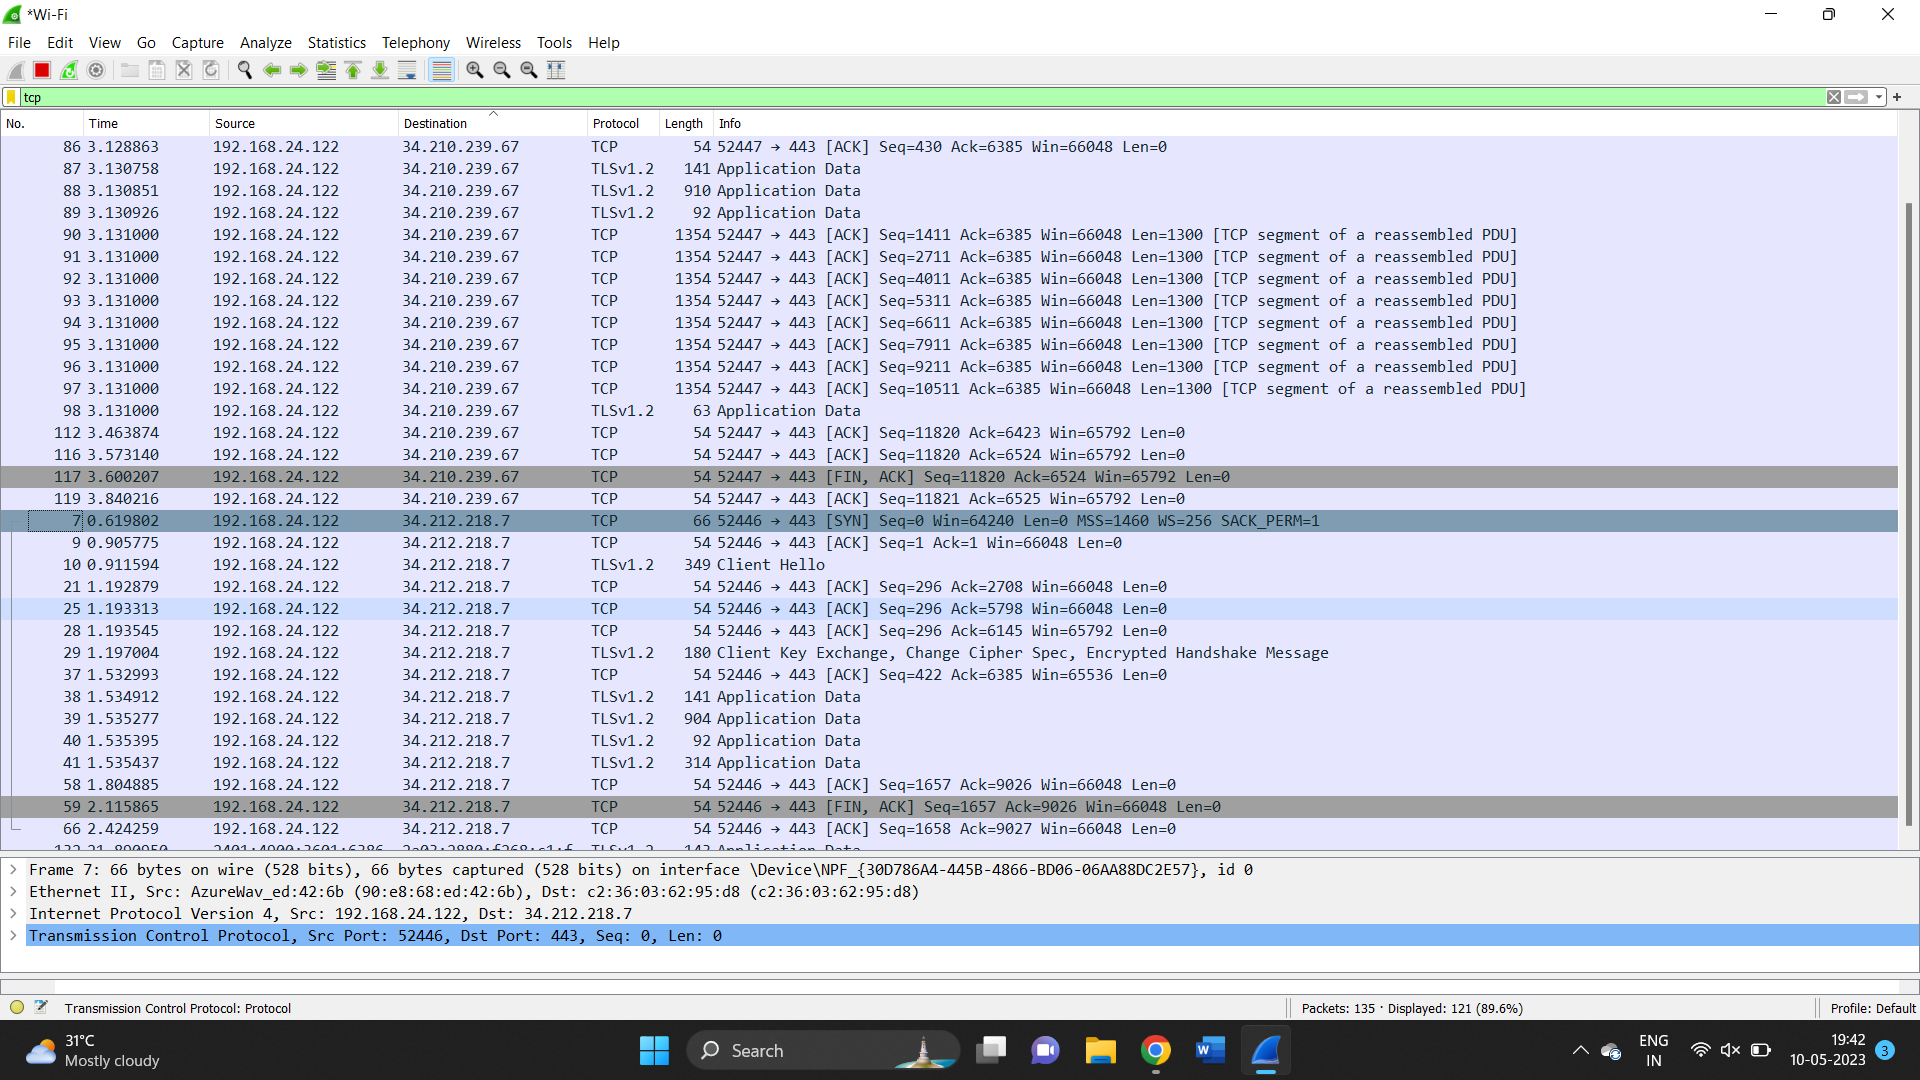 *Wi-Fi
File Edit View Go Capture Analyze Statistics Telephony Wireless Tools Help
tcp
No. Time Source Destination Protocol Length Info
86 3.128863 192.168.24.122 34.210.239.67 TCP 54 52447 → 443 [ACK] Seq=430 Ack=6385 Win=66048 Len=0
87 3.130758 192.168.24.122 34.210.239.67 TLSv1.2 141 Application Data
88 3.130851 192.168.24.122 34.210.239.67 TLSv1.2 910 Application Data
89 3.130926 192.168.24.122 34.210.239.67 TLSv1.2 92 Application Data
90 3.131000 192.168.24.122 34.210.239.67 TCP 1354 52447 → 443 [ACK] Seq=1411 Ack=6385 Win=66048 Len=1300 [TCP segment of a reassembled PDU]
91 3.131000 192.168.24.122 34.210.239.67 TCP 1354 52447 → 443 [ACK] Seq=2711 Ack=6385 Win=66048 Len=1300 [TCP segment of a reassembled PDU]
92 3.131000 192.168.24.122 34.210.239.67 TCP 1354 52447 → 443 [ACK] Seq=4011 Ack=6385 Win=66048 Len=1300 [TCP segment of a reassembled PDU]
93 3.131000 192.168.24.122 34.210.239.67 TCP 1354 52447 → 443 [ACK] Seq=5311 Ack=6385 Win=66048 Len=1300 [TCP segment of a reassembled PDU]
94 3.131000 192.168.24.122 34.210.239.67 TCP 1354 52447 → 443 [ACK] Seq=6611 Ack=6385 Win=66048 Len=1300 [TCP segment of a reassembled PDU]
95 3.131000 192.168.24.122 34.210.239.67 TCP 1354 52447 → 443 [ACK] Seq=7911 Ack=6385 Win=66048 Len=1300 [TCP segment of a reassembled PDU]
96 3.131000 192.168.24.122 34.210.239.67 TCP 1354 52447 → 443 [ACK] Seq=9211 Ack=6385 Win=66048 Len=1300 [TCP segment of a reassembled PDU]
97 3.131000 192.168.24.122 34.210.239.67 TCP 1354 52447 → 443 [ACK] Seq=10511 Ack=6385 Win=66048 Len=1300 [TCP segment of a reassembled PDU]
98 3.131000 192.168.24.122 34.210.239.67 TLSv1.2 63 Application Data
112 3.463874 192.168.24.122 34.210.239.67 TCP 54 52447 → 443 [ACK] Seq=11820 Ack=6423 Win=65792 Len=0
116 3.573140 192.168.24.122 34.210.239.67 TCP 54 52447 → 443 [ACK] Seq=11820 Ack=6524 Win=65792 Len=0
117 3.600207 192.168.24.122 34.210.239.67 TCP 54 52447 → 443 [FIN, ACK] Seq=11820 Ack=6524 Win=65792 Len=0
119 3.840216 192.168.24.122 34.210.239.67 TCP 54 52447 → 443 [ACK] Seq=11821 Ack=6525 Win=65792 Len=0
7 0.619802 192.168.24.122 34.212.218.7 TCP 66 52446 → 443 [SYN] Seq=0 Win=64240 Len=0 MSS=1460 WS=256 SACK_PERM=1
9 0.905775 192.168.24.122 34.212.218.7 TCP 54 52446 → 443 [ACK] Seq=1 Ack=1 Win=66048 Len=0
10 0.911594 192.168.24.122 34.212.218.7 TLSv1.2 349 Client Hello
21 1.192879 192.168.24.122 34.212.218.7 TCP 54 52446 → 443 [ACK] Seq=296 Ack=2708 Win=66048 Len=0
25 1.193313 192.168.24.122 34.212.218.7 TCP 54 52446 → 443 [ACK] Seq=296 Ack=5798 Win=66048 Len=0
28 1.193545 192.168.24.122 34.212.218.7 TCP 54 52446 → 443 [ACK] Seq=296 Ack=6145 Win=65792 Len=0
29 1.197004 192.168.24.122 34.212.218.7 TLSv1.2 180 Client Key Exchange, Change Cipher Spec, Encrypted Handshake Message
37 1.532993 192.168.24.122 34.212.218.7 TCP 54 52446 → 443 [ACK] Seq=422 Ack=6385 Win=65536 Len=0
38 1.534912 192.168.24.122 34.212.218.7 TLSv1.2 141 Application Data
39 1.535277 192.168.24.122 34.212.218.7 TLSv1.2 904 Application Data
40 1.535395 192.168.24.122 34.212.218.7 TLSv1.2 92 Application Data
41 1.535437 192.168.24.122 34.212.218.7 TLSv1.2 314 Application Data
58 1.804885 192.168.24.122 34.212.218.7 TCP 54 52446 → 443 [ACK] Seq=1657 Ack=9026 Win=66048 Len=0
59 2.115865 192.168.24.122 34.212.218.7 TCP 54 52446 → 443 [FIN, ACK] Seq=1657 Ack=9026 Win=66048 Len=0
66 2.424259 192.168.24.122 34.212.218.7 TCP 54 52446 → 443 [ACK] Seq=1658 Ack=9027 Win=66048 Len=0
Frame 7: 66 bytes on wire (528 bits), 66 bytes captured (528 bits) on interface \Device\NPF_{30D786A4-445B-4866-BD06-06AA88DC2E57}, id 0
Ethernet II, Src: AzureWav_ed:42:6b (90:e8:68:ed:42:6b), Dst: c2:36:03:62:95:d8 (c2:36:03:62:95:d8)
Internet Protocol Version 4, Src: 192.168.24.122, Dst: 34.212.218.7
Transmission Control Protocol, Src Port: 52446, Dst Port: 443, Seq: 0, Len: 0
Transmission Control Protocol: Protocol Packets: 135 · Displayed: 121 (89.6%) Profile: Default
31°C
Mostly cloudy
Search
ENG
IN
19:42
10-05-2023
3